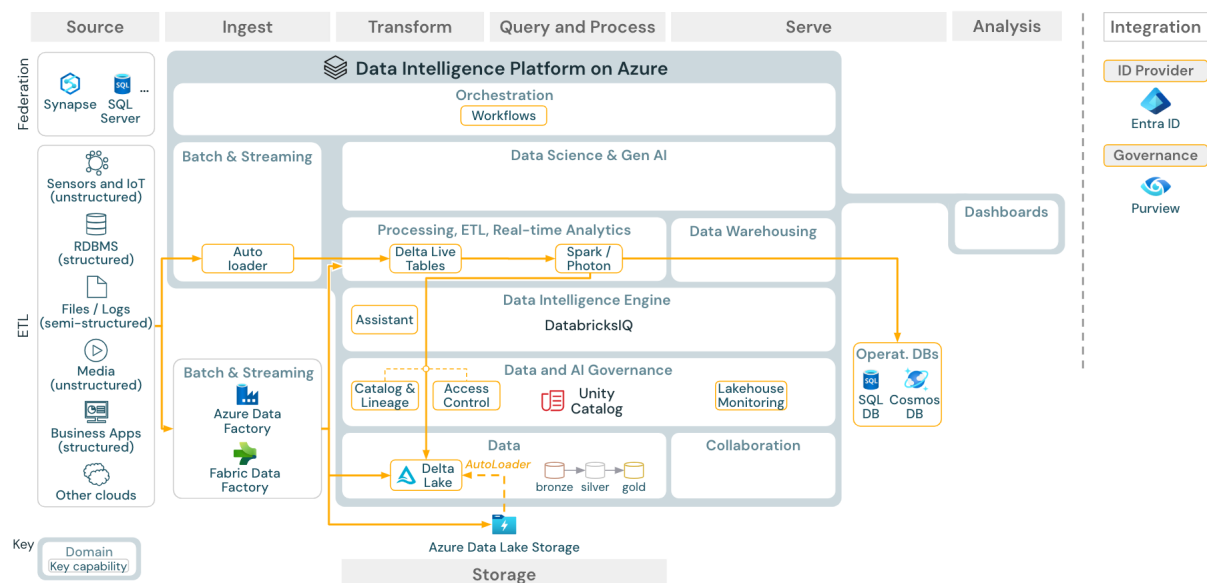 Source
Ingest
Transform
Query and Process
Serve
Analysis
Integration
Federation
Synapse
SQL
SQL
Server
...
Data Intelligence Platform on Azure
Orchestration
Workflows
ID Provider
Entra ID
Governance
Purview
ETL
Sensors and IoT
(unstructured)
RDBMS
(structured)
Files / Logs
(semi-structured)
Media
(unstructured)
Business Apps
(structured)
Other clouds
Batch & Streaming
Auto
loader
Data Science & Gen AI
Processing, ETL, Real-time Analytics
Delta Live
Tables
Spark /
Photon
Data Warehousing
Dashboards
Data Intelligence Engine
Assistant
DatabricksIQ
Batch & Streaming
Azure Data
Factory
Fabric Data
Factory
Data and AI Governance
Catalog &
Lineage
Access
Control
Unity
Catalog
Lakehouse
Monitoring
Operat. DBs
SQL
SQL
DB
Cosmos
DB
Data
Delta
Lake
AutoLoader
bronze
silver
gold
Collaboration
Azure Data Lake Storage
Storage
Key
Domain
Key capability